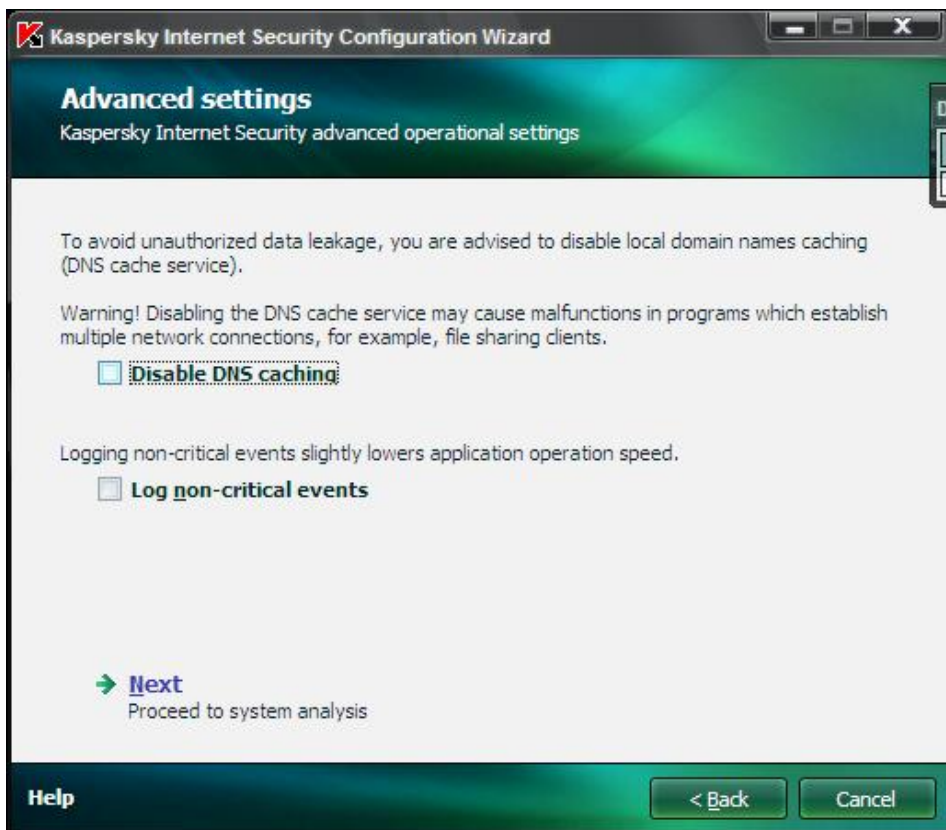 Kaspersky Internet Security Configuration Wizard
Advanced settings
Kaspersky Internet Security advanced operational settings
To avoid unauthorized data leakage, you are advised to disable local domain names caching
(DNS cache service).
Warning! Disabling the DNS cache service may cause malfunctions in programs which establish
multiple network connections, for example, file sharing clients.
Disable DNS caching
Logging non-critical events slightly lowers application operation speed.
Log non-critical events
Next
Proceed to system analysis
Help
< Back
Cancel